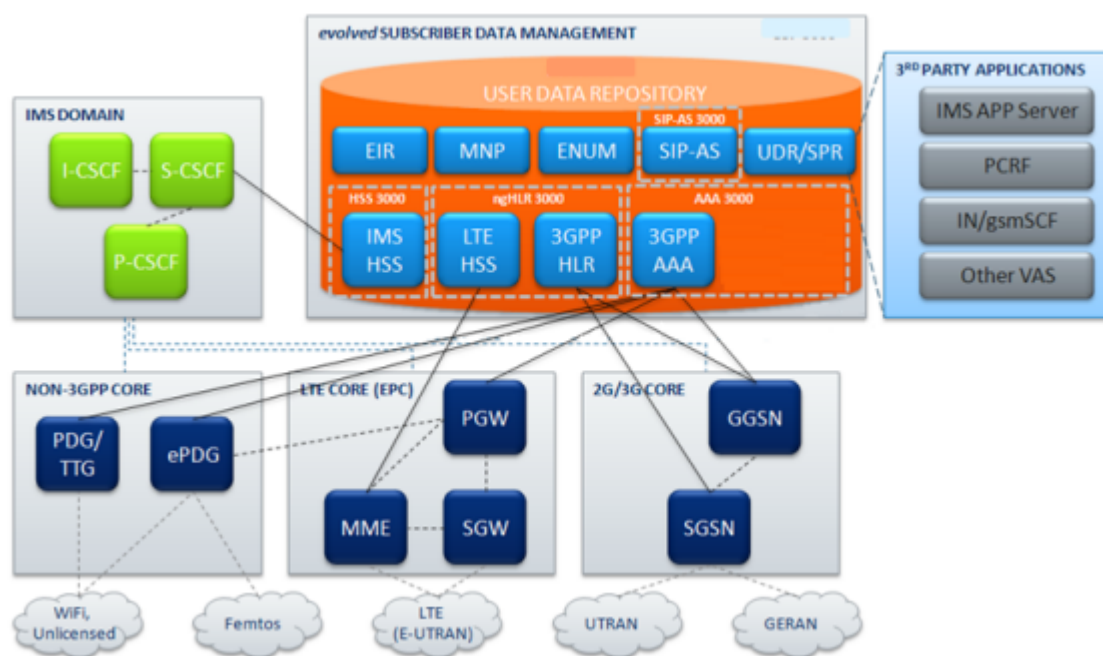 evolved SUBSCRIBER DATA MANAGEMENT
USER DATA REPOSITORY
SIP-AS 3000
EIR
MNP
ENUM
SIP-AS
UDR/SPR
HSS 3000
ngHLR 3000
AAA 3000
IMS
HSS
LTE
HSS
3GPP
HLR
3GPP
AAA
3RD PARTY APPLICATIONS
IMS APP Server
PCRF
IN/gsmSCF
Other VAS
IMS DOMAIN
I-CSCF
S-CSCF
P-CSCF
NON-3GPP CORE
PDG/
TTG
ePDG
LTE CORE (EPC)
PGW
MME
SGW
2G/3G CORE
GGSN
SGSN
WiFi,
Unlicensed
Femtos
LTE
(E-UTRAN)
UTRAN
GERAN